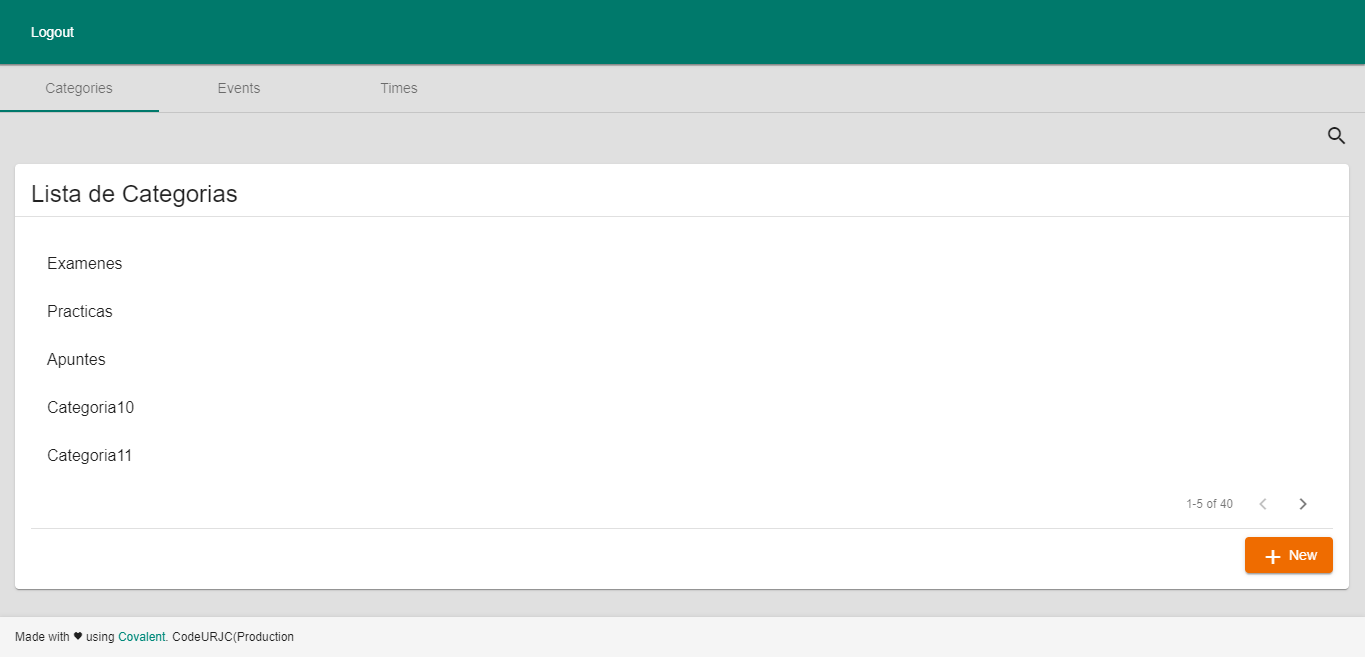 Logout
Categories Events Times
Lista de Categorias
Examenes
Practicas
Apuntes
Categoria10
Categoria11
1-5 of 40
New
Made with ♥ using Covalent. CodeURJC(Production